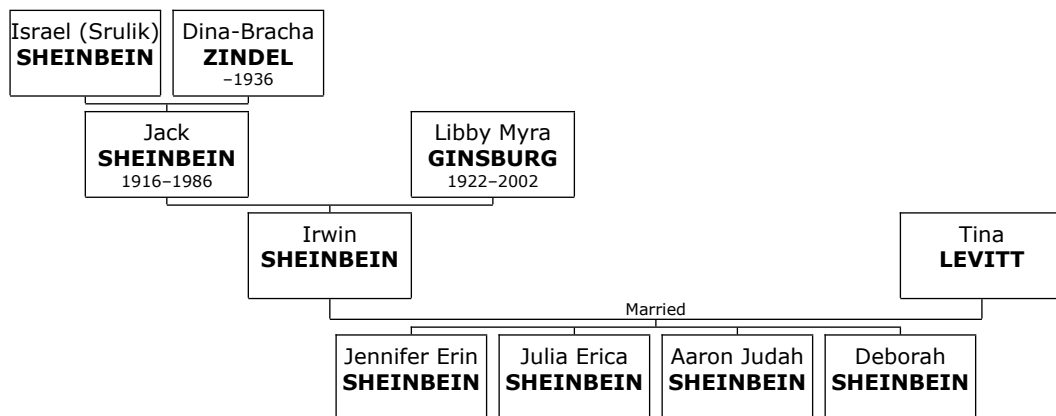 Israel (Srulik)
SHEINBEIN
Dina-Bracha
ZINDEL
–1936
Jack
SHEINBEIN
1916–1986
Libby Myra
GINSBURG
1922–2002
Irwin
SHEINBEIN
Tina
LEVITT
Married
Jennifer Erin
SHEINBEIN
Julia Erica
SHEINBEIN
Aaron Judah
SHEINBEIN
Deborah
SHEINBEIN